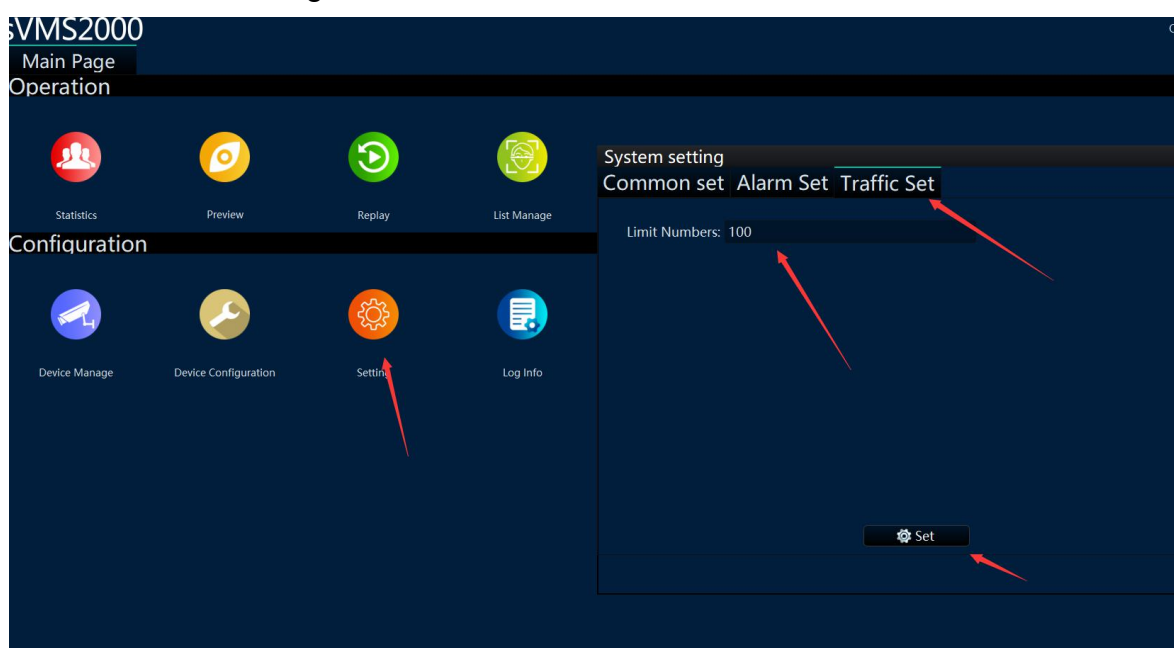 sVMS2000
Main Page
Operation
Statistics
Preview
Replay
List Manage
Configuration
Device Manage
Device Configuration
Setting
Log Info
System setting
Common set Alarm Set Traffic Set
Limit Numbers: 100
Set